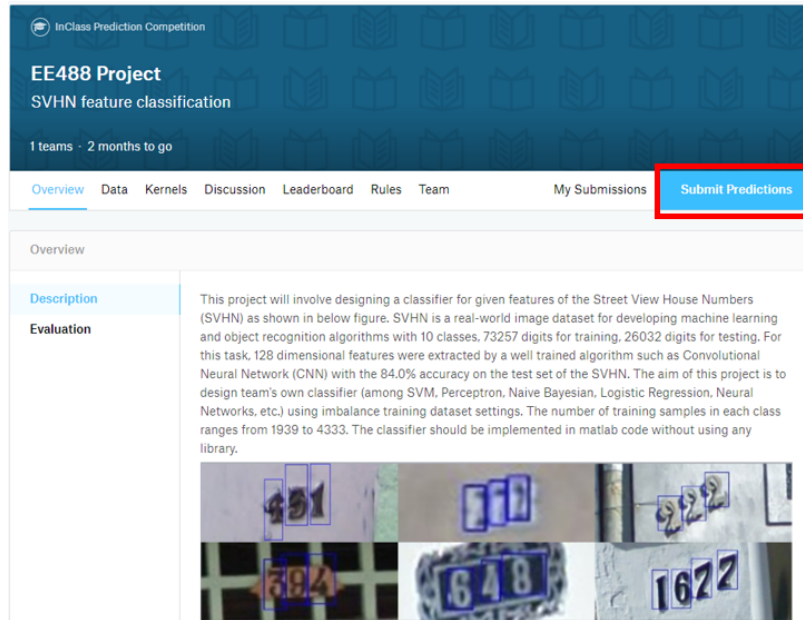 InClass Prediction Competition
EE488 Project
SVHN feature classification
1 teams · 2 months to go
Overview Data Kernels Discussion Leaderboard Rules Team My Submissions Submit Predictions
Overview
Description
Evaluation
This project will involve designing a classifier for given features of the Street View House Numbers
(SVHN) as shown in below figure. SVHN is a real-world image dataset for developing machine learning
and object recognition algorithms with 10 classes, 73257 digits for training, 26032 digits for testing. For
this task, 128 dimensional features were extracted by a well trained algorithm such as Convolutional
Neural Network (CNN) with the 84.0% accuracy on the test set of the SVHN. The aim of this project is to
design team's own classifier (among SVM, Perceptron, Naive Bayesian, Logistic Regression, Neural
Networks, etc.) using imbalance training dataset settings. The number of training samples in each class
ranges from 1939 to 4333. The classifier should be implemented in matlab code without using any
library.
222
384 648 1622